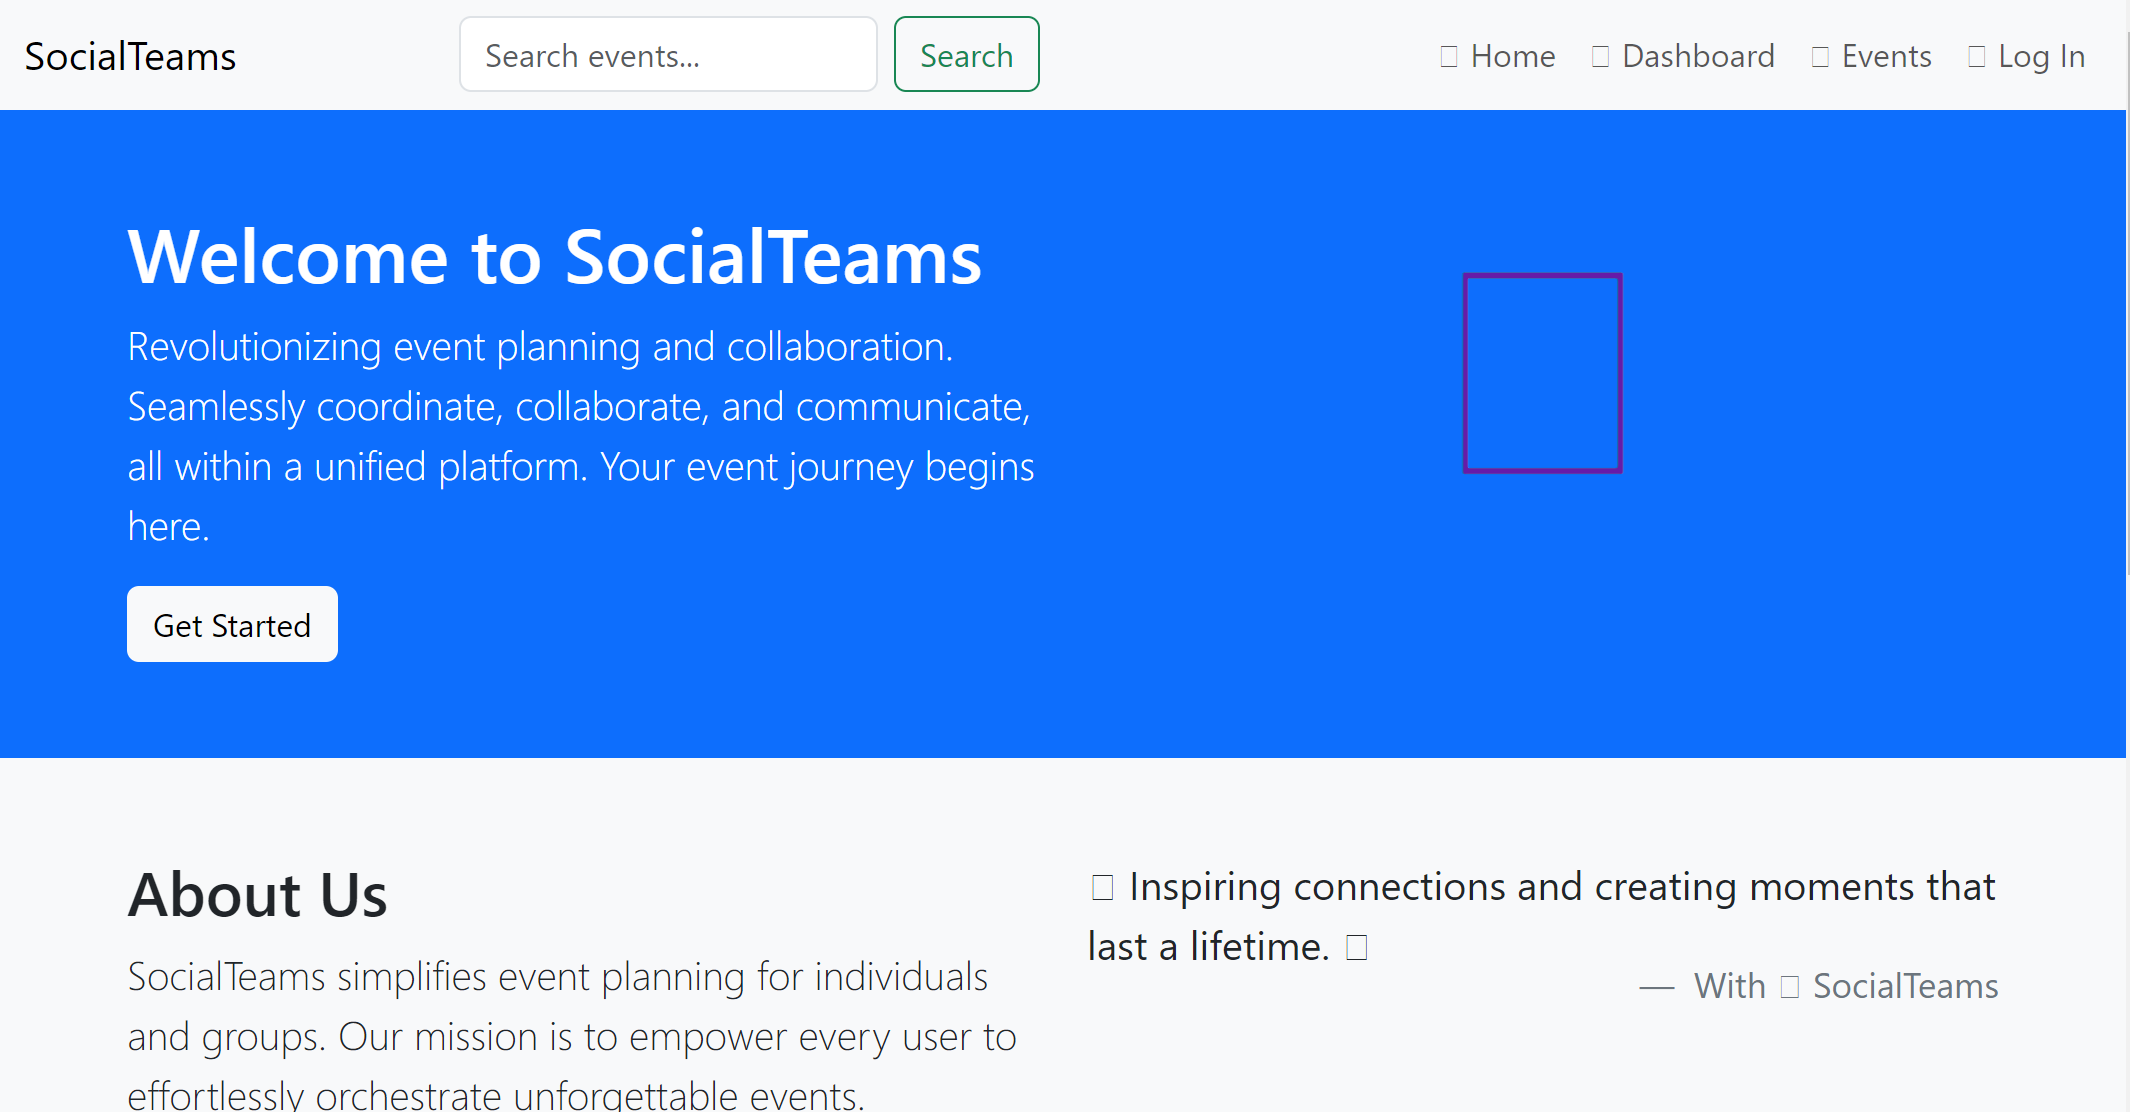 SocialTeams
Search events...
Search
Home
Dashboard
Events
Log In
Welcome to SocialTeams
Revolutionizing event planning and collaboration.
Seamlessly coordinate, collaborate, and communicate,
all within a unified platform. Your event journey begins
here.
Get Started
About Us
SocialTeams simplifies event planning for individuals
and groups. Our mission is to empower every user to
effortlessly orchestrate unforgettable events.
Inspiring connections and creating moments that
last a lifetime.
— With SocialTeams